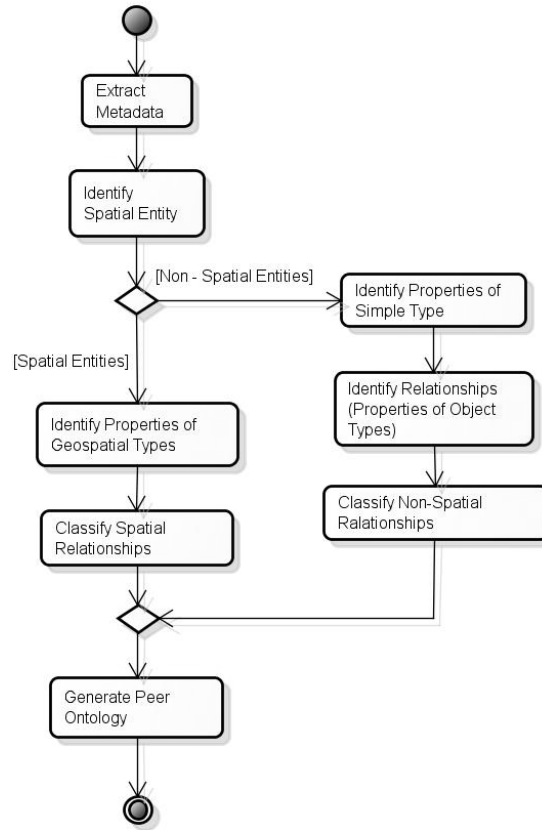 Extract
Metadata
Identify
Spatial Entity
[Non - Spatial Entities]
Identify Properties of
Simple Type
[Spatial Entities]
Identify Relationships
(Properties of Object
Types)
Identify Properties of
Geospatial Types
Classify Non-Spatial
Ralationships
Classify Spatial
Relationships
Generate Peer
Ontology